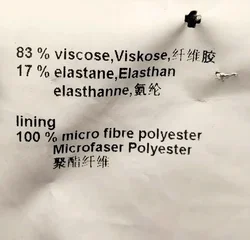 83 % viscose,Viskose,纤维胶
17 % elastane,Elasthan
elasthanne,氨纶
lining
100 % micro fibre polyester
Microfaser Polyester
聚酯纤维